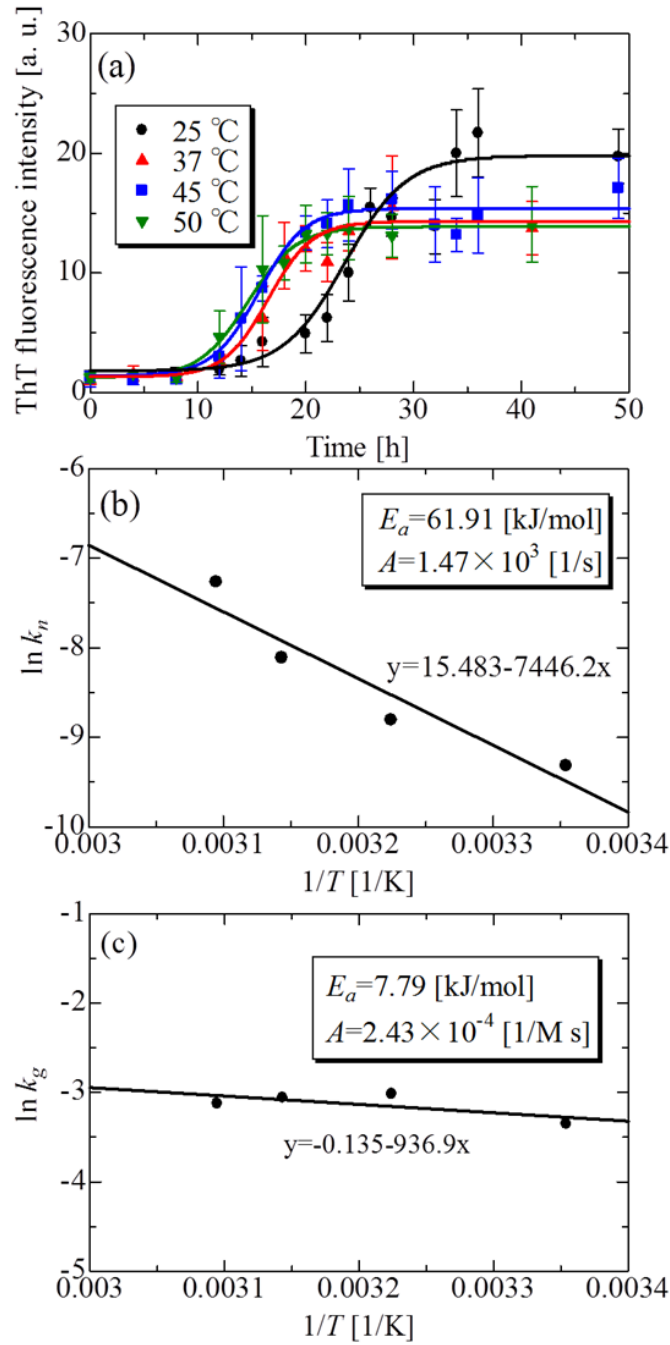 (a)
ThT fluorescence intensity [a. u.]
30
20
10
0
25 ℃
37 ℃
45 ℃
50 ℃
0 10 20 30 40 50
Time [h]
(b)
ln kₙ
-6
-7
-8
-9
-10
Eₐ=61.91 [kJ/mol]
A=1.47×10³ [1/s]
y=15.483-7446.2x
0.003 0.0031 0.0032 0.0033 0.0034
1/T [1/K]
(c)
ln k_g
-1
-2
-3
-4
-5
Eₐ=7.79 [kJ/mol]
A=2.43×10⁻⁴ [1/M s]
y=-0.135-936.9x
0.003 0.0031 0.0032 0.0033 0.0034
1/T [1/K]